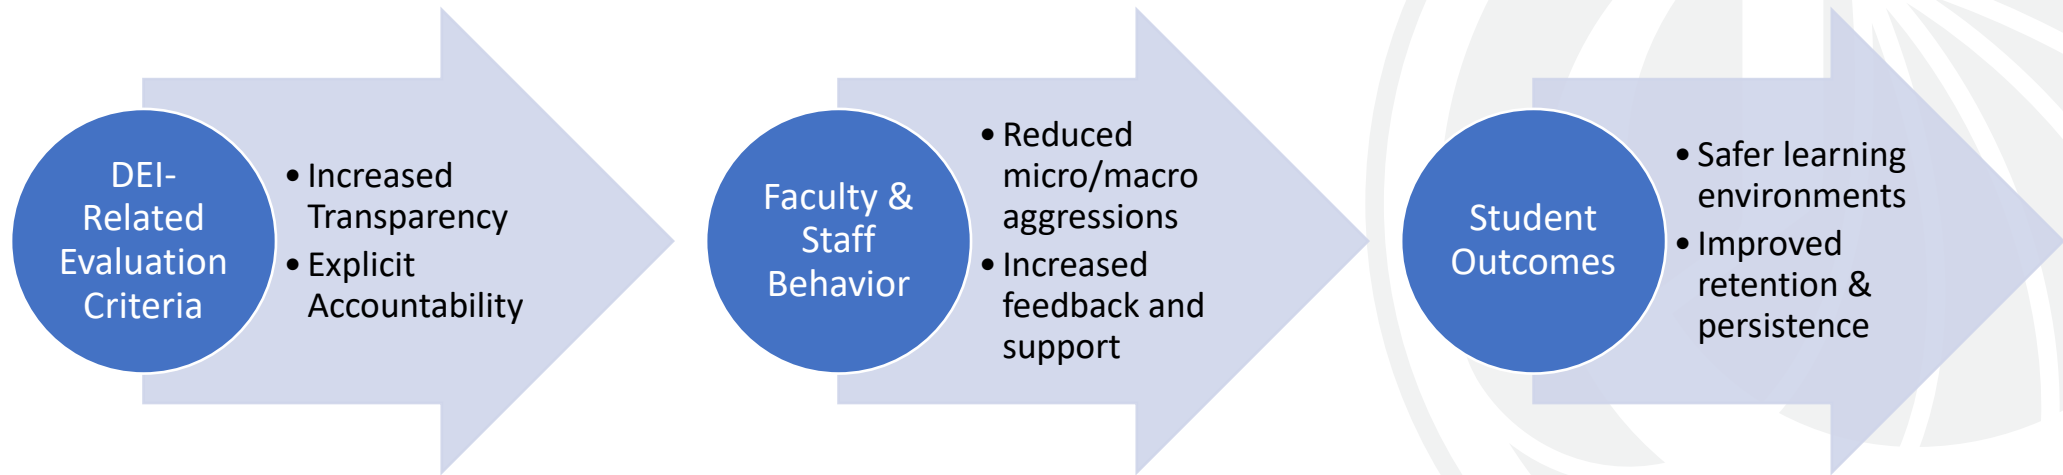 DEI-
Related
Evaluation
Criteria
• Increased
Transparency
• Explicit
Accountability
Faculty &
Staff
Behavior
• Reduced
micro/macro
aggressions
• Increased
feedback and
support
Student
Outcomes
• Safer learning
environments
• Improved
retention &
persistence